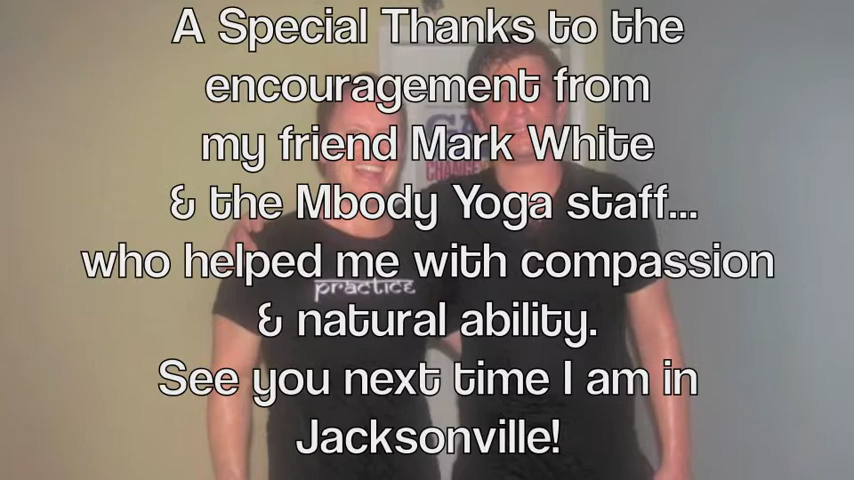 A Special Thanks to the
encouragement from
my friend Mark White
& the Mbody Yoga staff...
who helped me with compassion
practice
& natural ability.
See you next time I am in
Jacksonville!